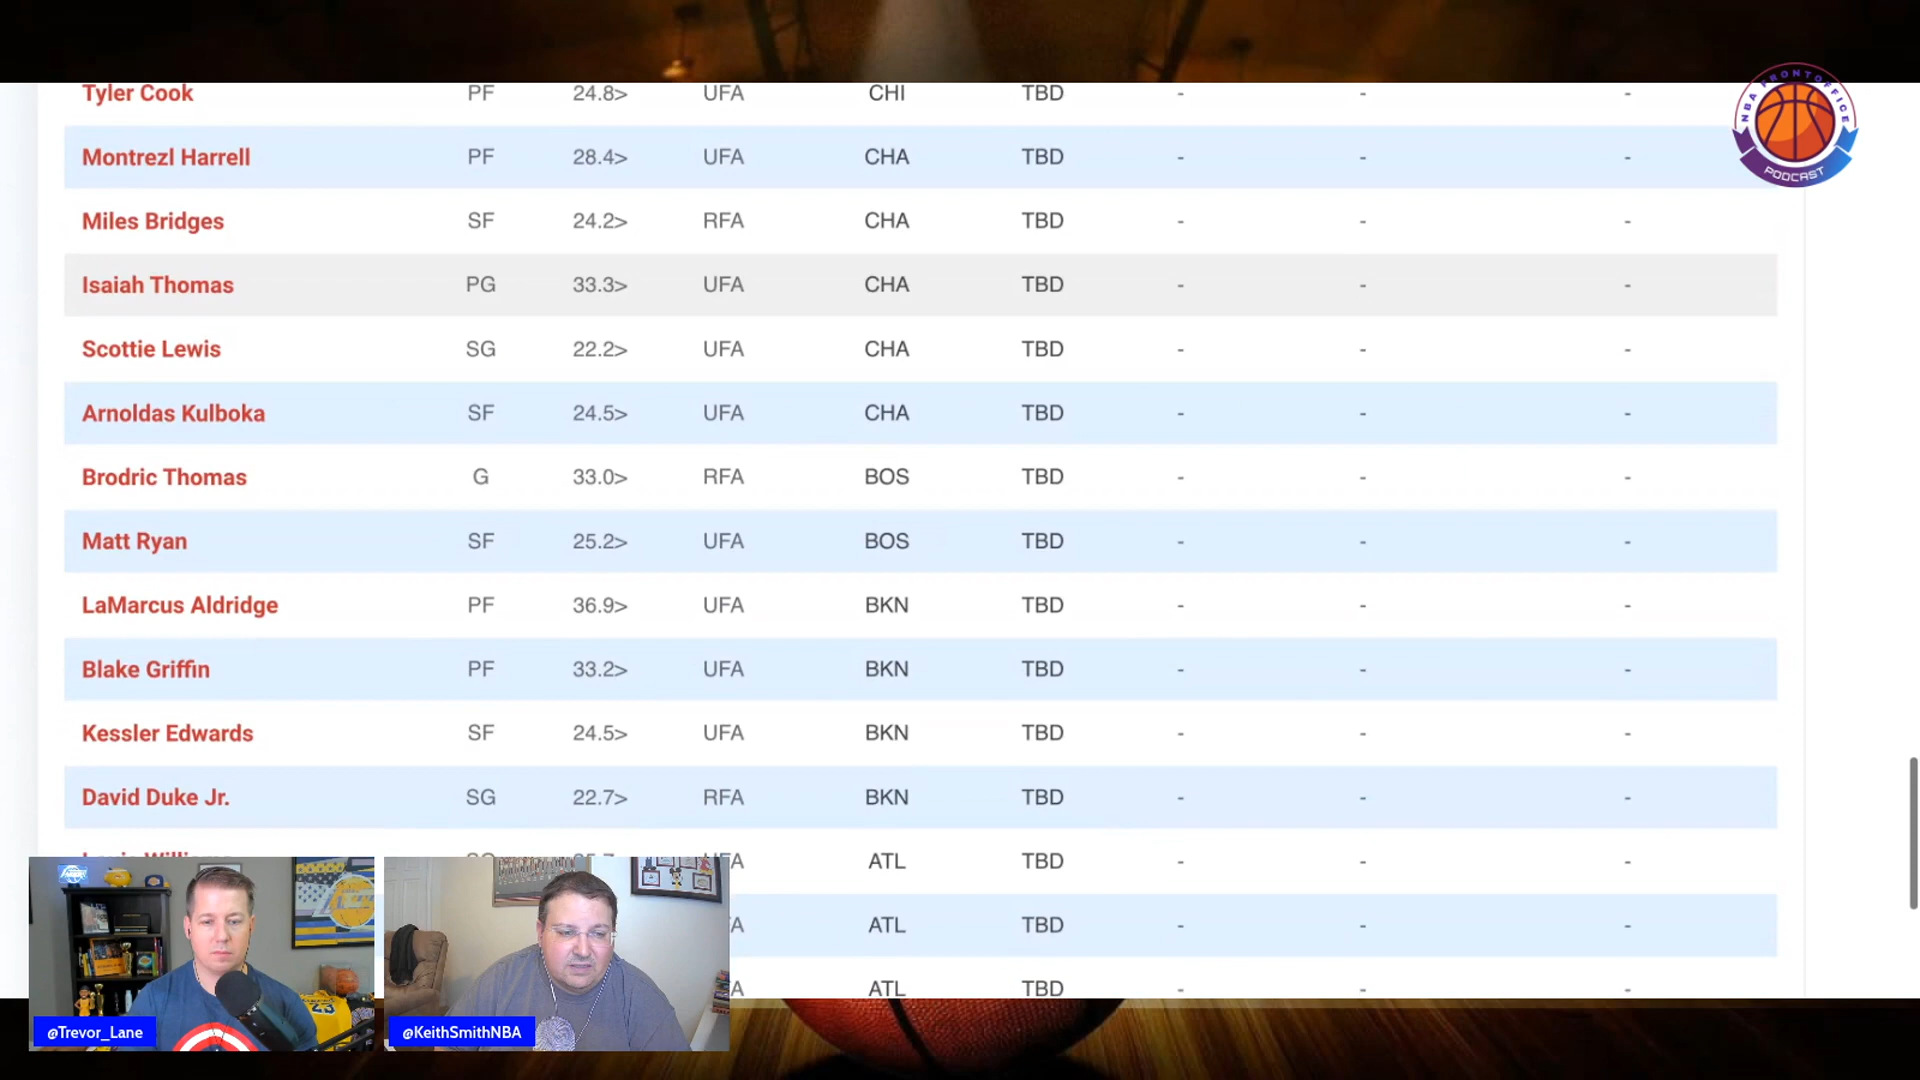 Tyler Cook PF 24.8> UFA CHI TBD - - -
Montrezl Harrell PF 28.4> UFA CHA TBD - - -
Miles Bridges SF 24.2> RFA CHA TBD - - -
Isaiah Thomas PG 33.3> UFA CHA TBD - - -
Scottie Lewis SG 22.2> UFA CHA TBD - - -
Arnoldas Kulboka SF 24.5> UFA CHA TBD - - -
Brodric Thomas G 33.0> RFA BOS TBD - - -
Matt Ryan SF 25.2> UFA BOS TBD - - -
LaMarcus Aldridge PF 36.9> UFA BKN TBD - - -
Blake Griffin PF 33.2> UFA BKN TBD - - -
Kessler Edwards SF 24.5> UFA BKN TBD - - -
David Duke Jr. SG 22.7> RFA BKN TBD - - -
ATL TBD - - -
ATL TBD - - -
ATL TBD - - -
NBA FRONT OFFICE
PODCAST
@Trevor_Lane
@KeithSmithNBA
23